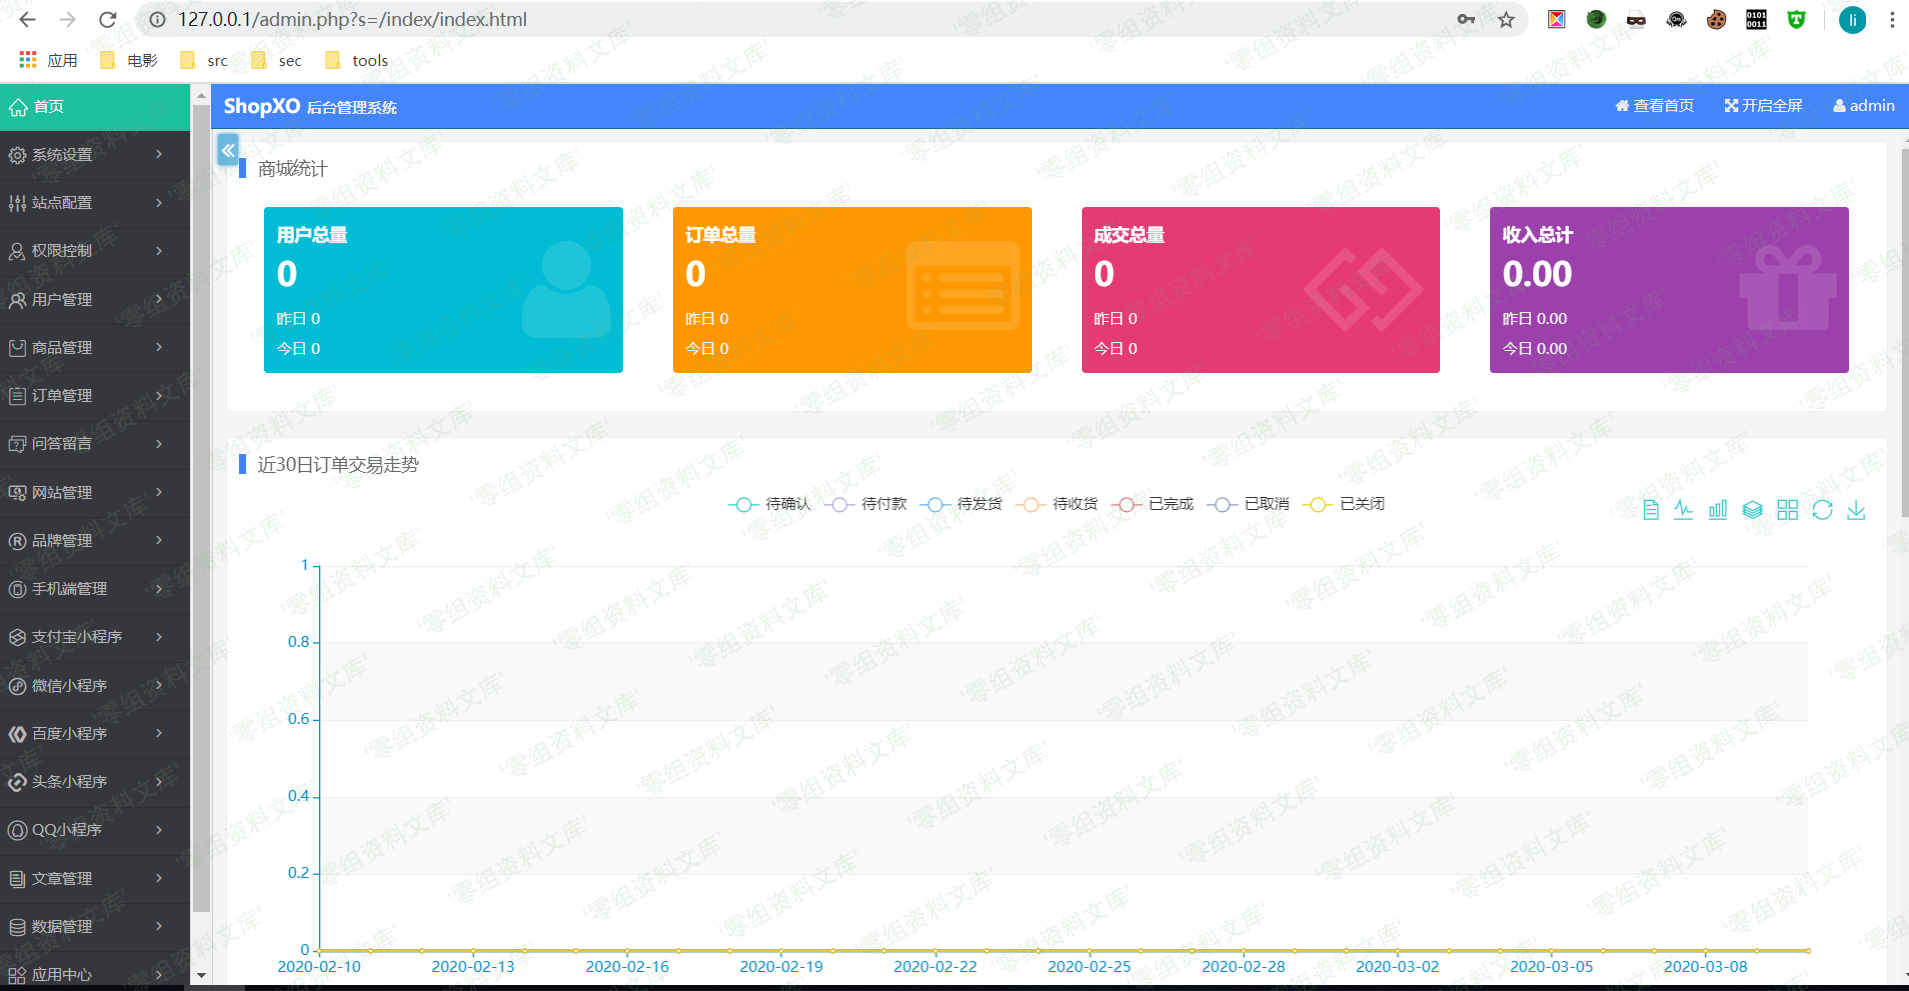 127.0.0.1/admin.php?s=/index/index.html
应用 电影 src sec tools
0101
0011
T
li
首页
系统设置
站点配置
权限控制
用户管理
商品管理
订单管理
问答留言
网站管理
品牌管理
手机端管理
支付宝小程序
微信小程序
百度小程序
头条小程序
QQ小程序
文章管理
数据管理
应用中心
ShopXO 后台管理系统
查看首页 开启全屏 admin
商城统计
用户总量
0
昨日 0
今日 0
订单总量
0
昨日 0
今日 0
成交总量
0
昨日 0
今日 0
收入总计
0.00
昨日 0.00
今日 0.00
近30日订单交易走势
待确认 待付款 待发货 待收货 已完成 已取消 已关闭
1
0.8
0.6
0.4
0.2
0
2020-02-10 2020-02-13 2020-02-16 2020-02-19 2020-02-22 2020-02-25 2020-02-28 2020-03-02 2020-03-05 2020-03-08
零组资料文库